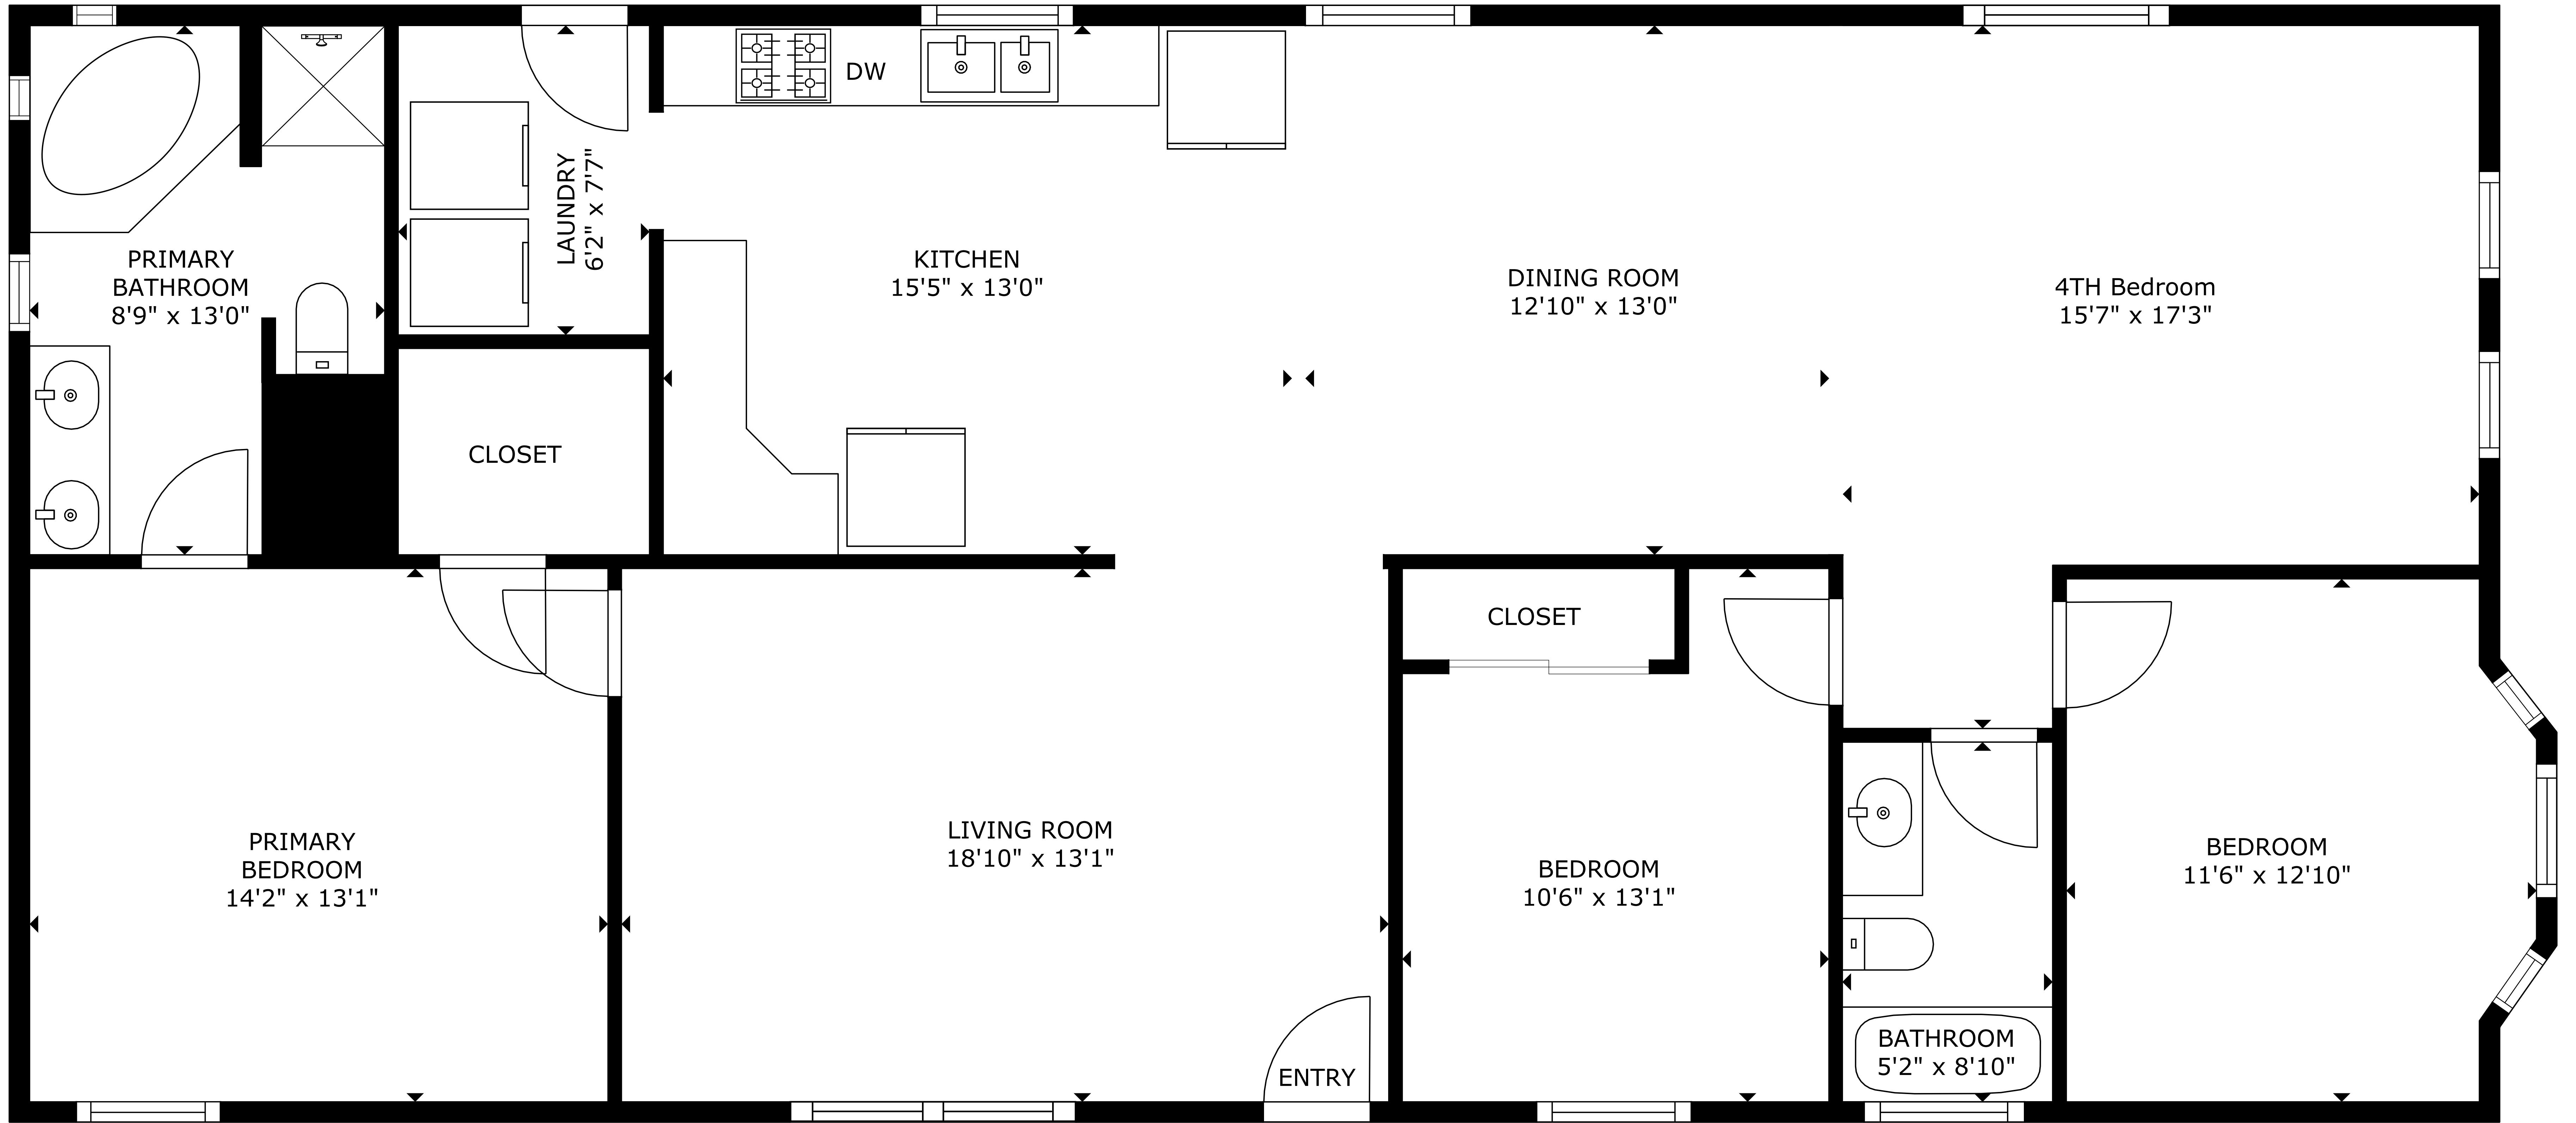 DW
LAUNDRY
6'2" x 7'7"
PRIMARY
BATHROOM
8'9" x 13'0"
KITCHEN
15'5" x 13'0"
DINING ROOM
12'10" x 13'0"
4TH Bedroom
15'7" x 17'3"
CLOSET
CLOSET
PRIMARY
BEDROOM
14'2" x 13'1"
LIVING ROOM
18'10" x 13'1"
BEDROOM
10'6" x 13'1"
BEDROOM
11'6" x 12'10"
ENTRY
BATHROOM
5'2" x 8'10"